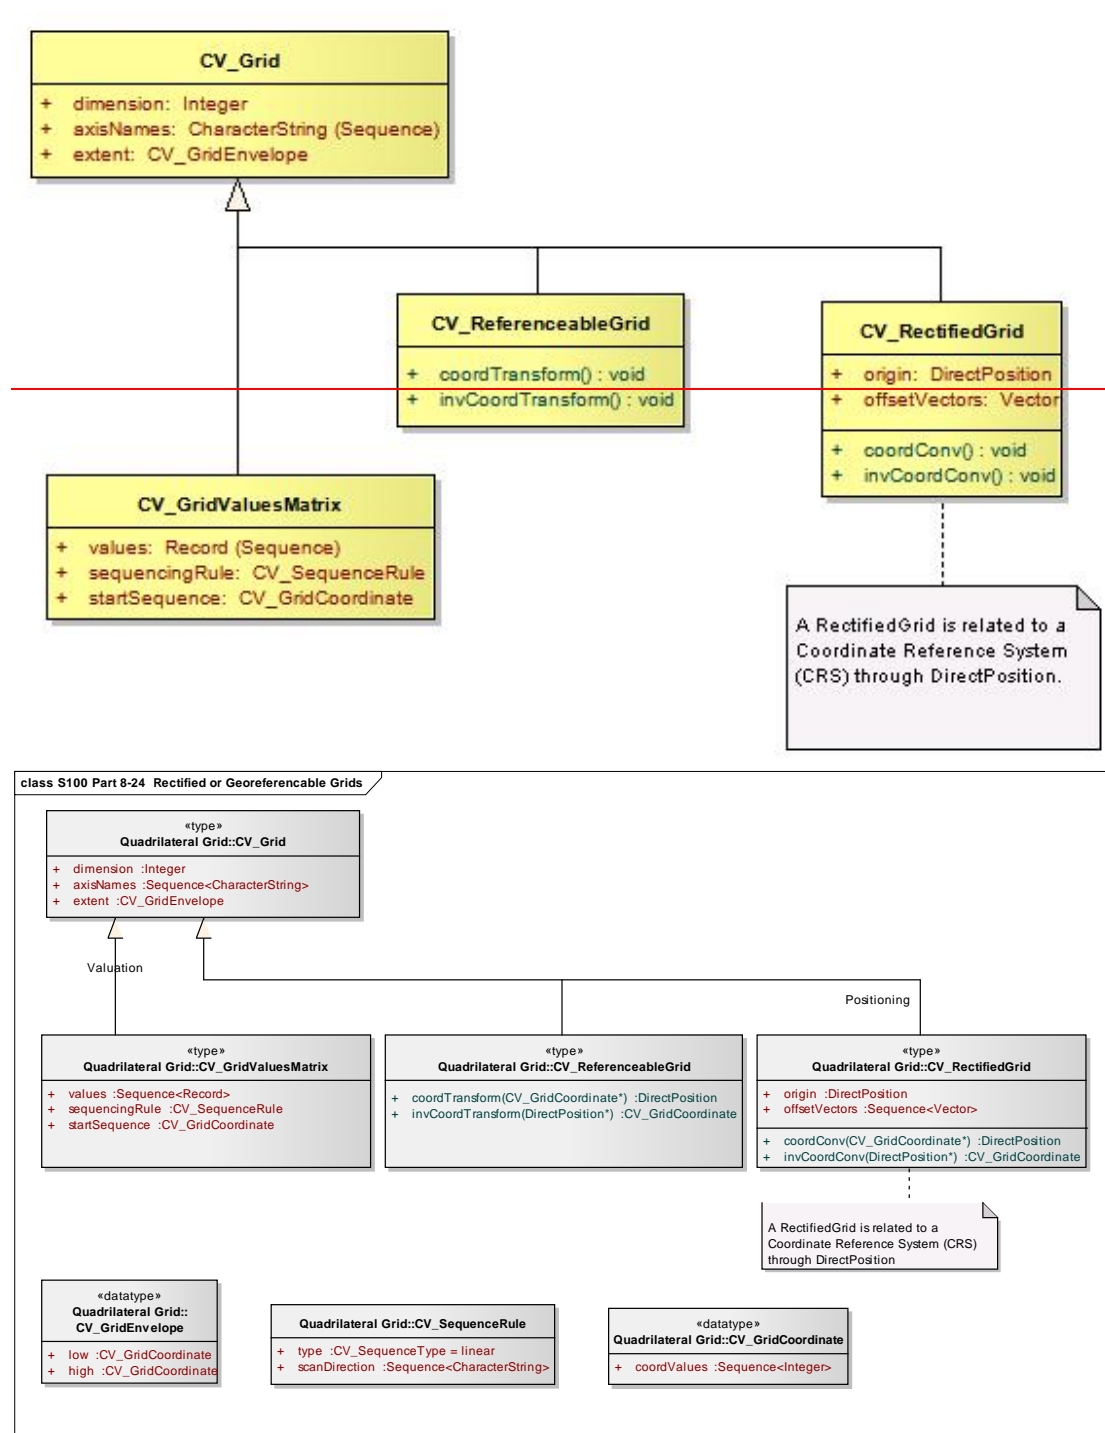 CV_Grid
+ dimension: Integer
+ axisNames: CharacterString (Sequence)
+ extent: CV_GridEnvelope
CV_ReferenceableGrid
+ coordTransform() : void
+ invCoordTransform() : void
CV_RectifiedGrid
+ origin: DirectPosition
+ offsetVectors: Vector
+ coordConv() : void
+ invCoordConv() : void
CV_GridValuesMatrix
+ values: Record (Sequence)
+ sequencingRule: CV_SequenceRule
+ startSequence: CV_GridCoordinate
A RectifiedGrid is related to a
Coordinate Reference System
(CRS) through DirectPosition.
class S100 Part 8-24 Rectified or Georeferencable Grids
«type»
Quadrilateral Grid::CV_Grid
+ dimension :Integer
+ axisNames :Sequence<CharacterString>
+ extent :CV_GridEnvelope
Valuation
Positioning
«type»
Quadrilateral Grid::CV_GridValuesMatrix
+ values :Sequence<Record>
+ sequencingRule :CV_SequenceRule
+ startSequence :CV_GridCoordinate
«type»
Quadrilateral Grid::CV_ReferenceableGrid
+ coordTransform(CV_GridCoordinate*) :DirectPosition
+ invCoordTransform(DirectPosition*) :CV_GridCoordinate
«type»
Quadrilateral Grid::CV_RectifiedGrid
+ origin :DirectPosition
+ offsetVectors :Sequence<Vector>
+ coordConv(CV_GridCoordinate*) :DirectPosition
+ invCoordConv(DirectPosition*) :CV_GridCoordinate
A RectifiedGrid is related to a
Coordinate Reference System (CRS)
through DirectPosition
«datatype»
Quadrilateral Grid::
CV_GridEnvelope
+ low :CV_GridCoordinate
+ high :CV_GridCoordinate
Quadrilateral Grid::CV_SequenceRule
+ type :CV_SequenceType = linear
+ scanDirection :Sequence<CharacterString>
«datatype»
Quadrilateral Grid::CV_GridCoordinate
+ coordValues :Sequence<Integer>